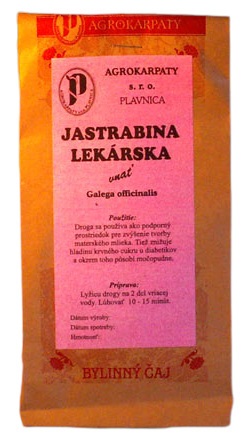 AGROKARPATY
AGROKARPATY
s. r. o.
PLAVNICA
JASTRABINA
LEKÁRSKA
vňať
Galega officinalis
Použitie:
Droga sa používa ako podporný
prostriedok pre zvýšenie tvorby
materského mlieka. Tiež znižuje
hladinu krvného cukru u diabetikov
a okrem toho pôsobí močopudne.
Príprava:
Lyžicu drogy na 2 dcl vriacej
vody. Lúhovať 10 - 15 minút.
Dátum výroby:
Dátum spotreby:
Hmotnosť:
BYLINNÝ ČAJ